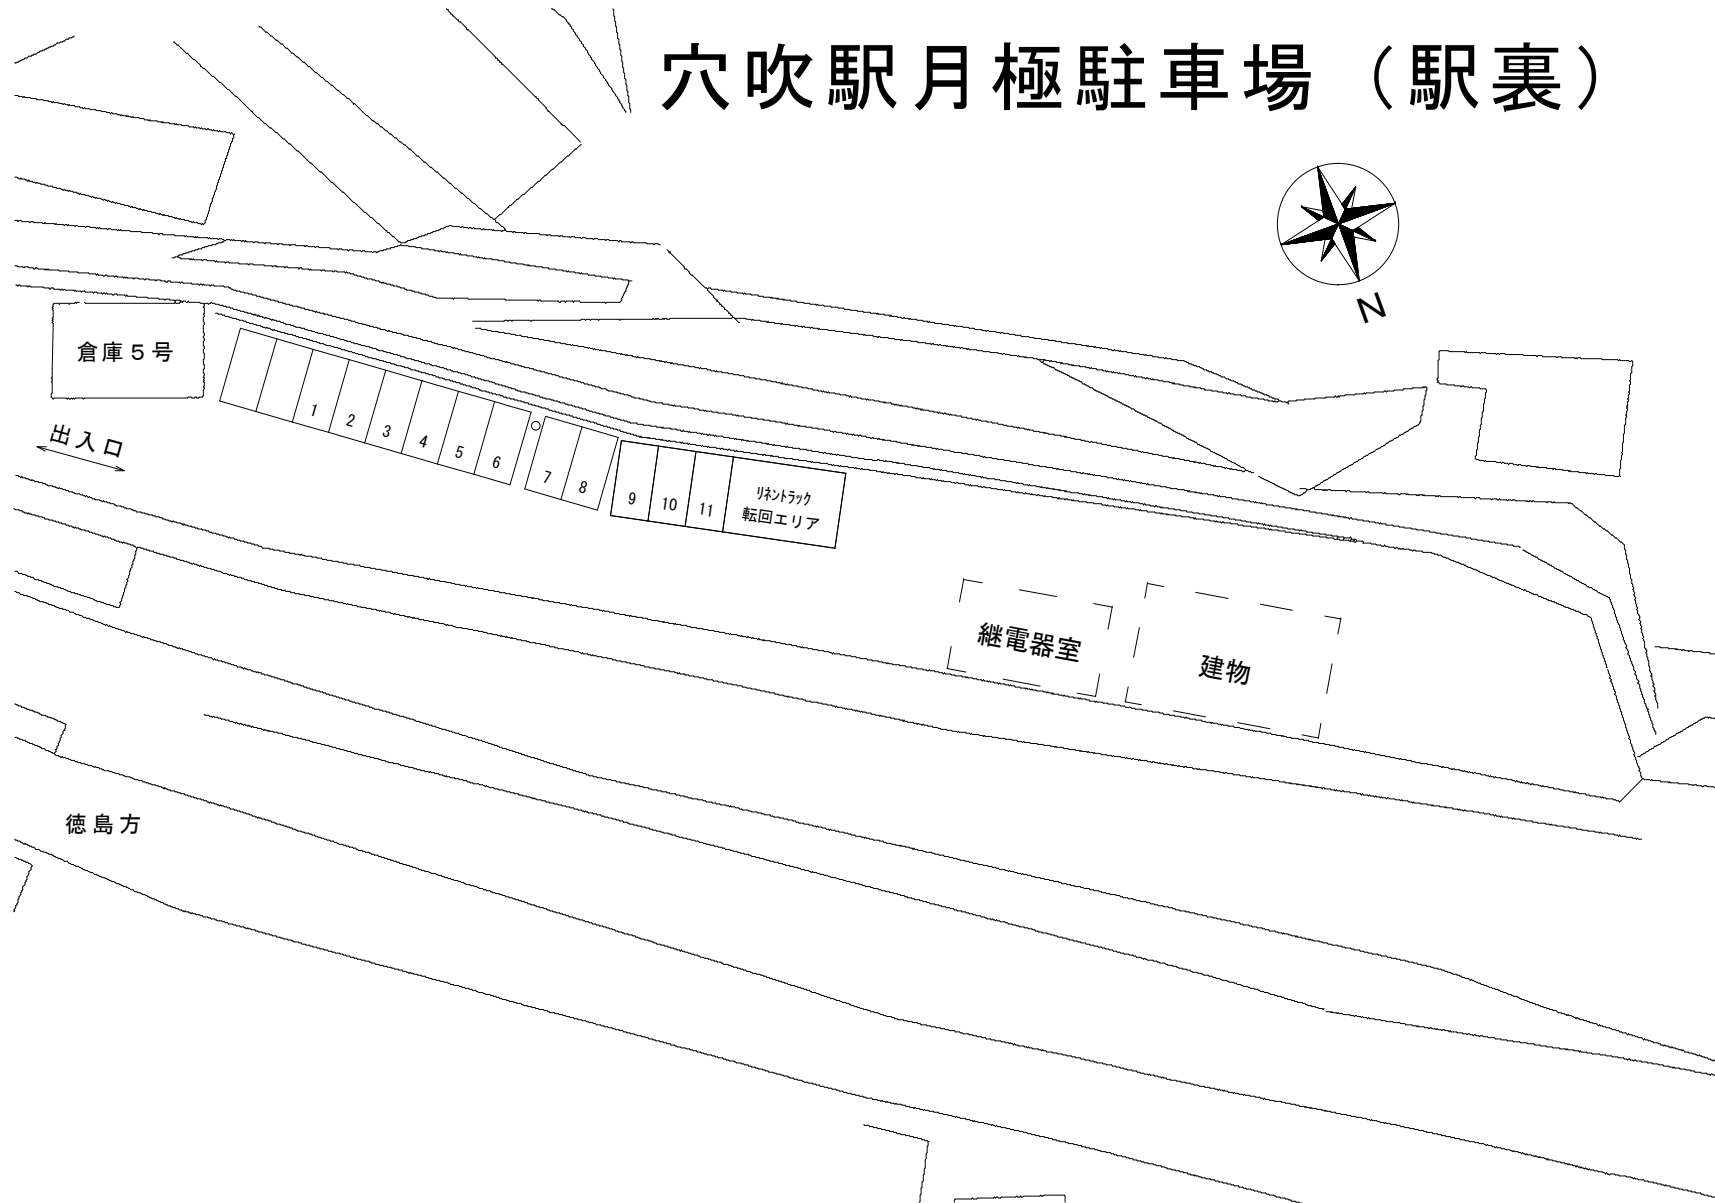 穴吹駅月極駐車場（駅裏）
N
倉庫５号
出入口
1
2
3
4
5
6
7
8
9
10
11
ﾘﾈﾝﾄﾗｯｸ
転回エリア
継電器室
建物
徳島方